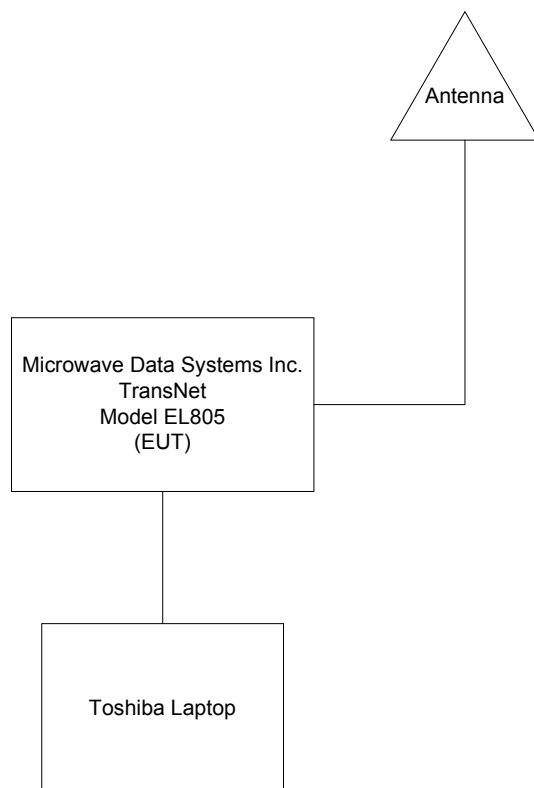 Antenna
Microwave Data Systems Inc.
TransNet
Model EL805
(EUT)
Toshiba Laptop